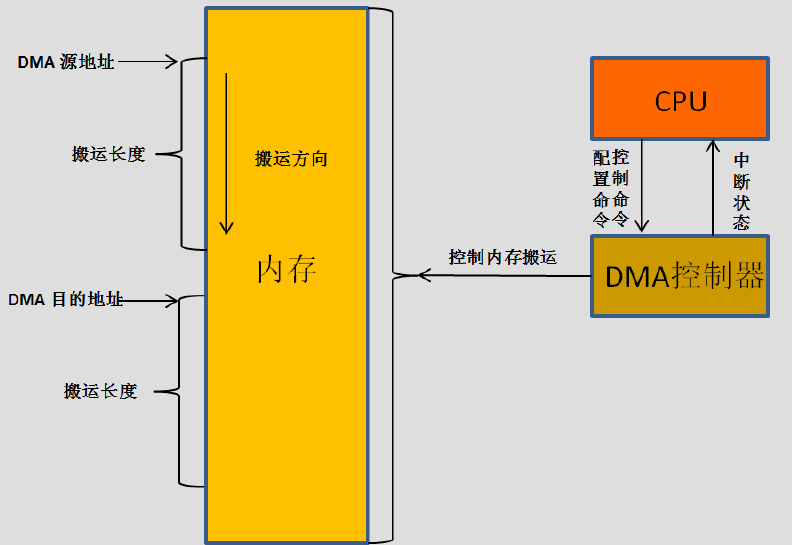 DMA 源地址
搬运长度
搬运方向
内存
DMA 目的地址
搬运长度
控制内存搬运
CPU
配置命令
控制命令
中断状态
DMA控制器